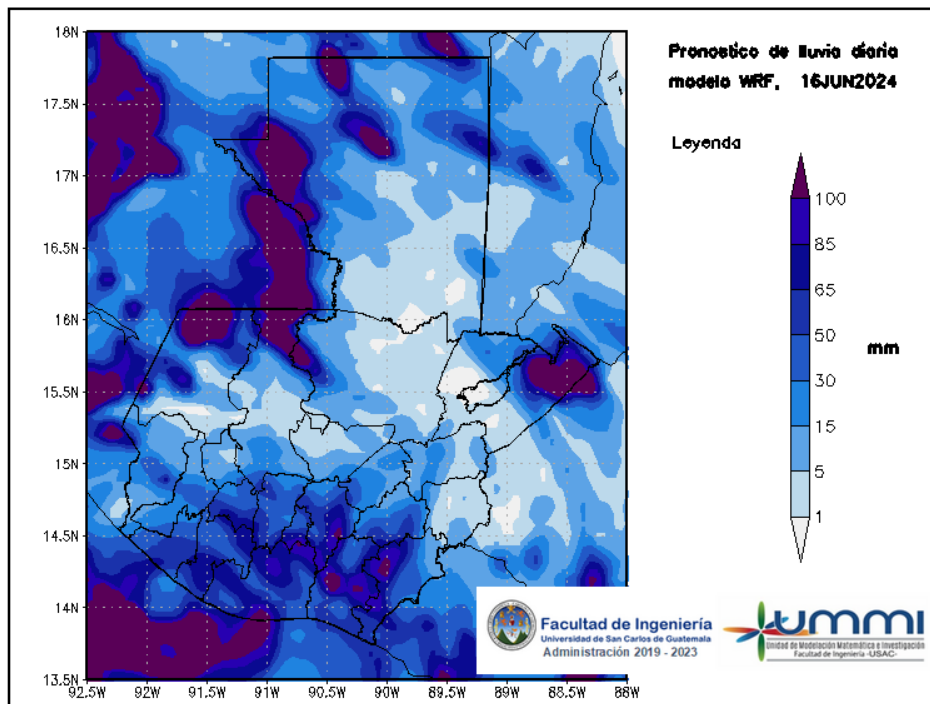 Pronostico de lluvia diaria
modelo WRF, 16JUN2024
Leyenda
100
85
65
50
30
15
5
1
mm
18N
17.5N
17N
16.5N
16N
15.5N
15N
14.5N
14N
13.5N
92.5W 92W 91.5W 91W 90.5W 90W 89.5W 89W 88.5W 88W
Facultad de Ingeniería
Universidad de San Carlos de Guatemala
Administración 2019 - 2023
ummi
Unidad de Modelación Matemática e Investigación
Facultad de Ingeniería -USAC-